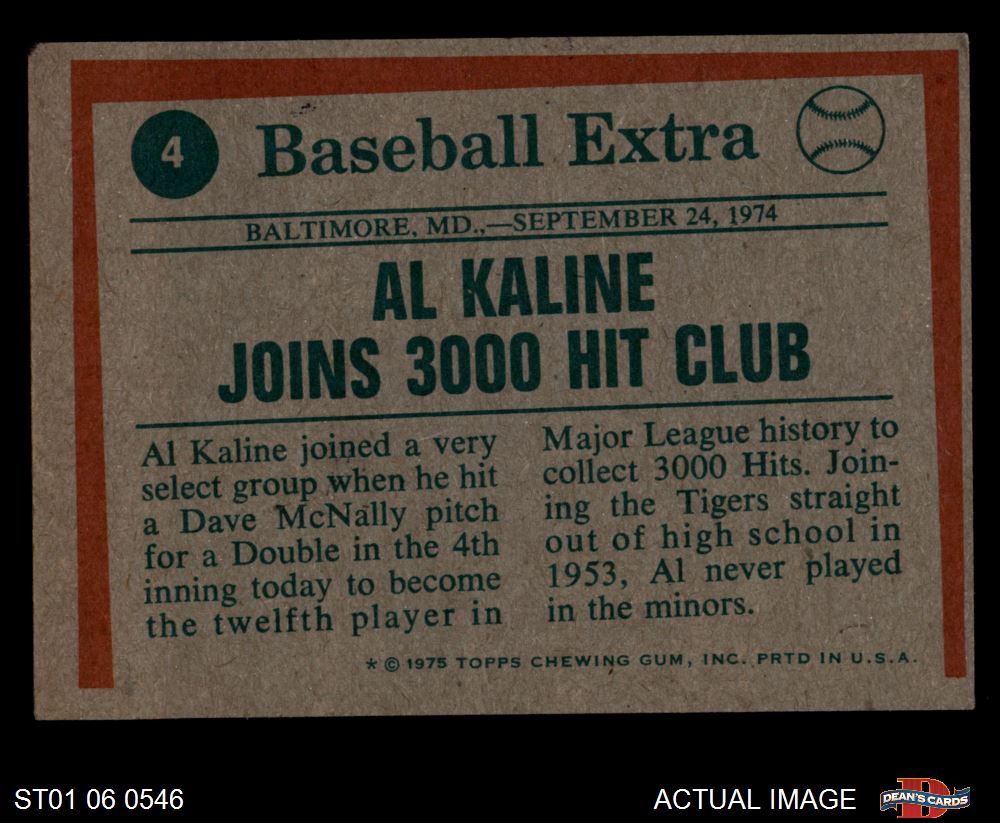 4
Baseball Extra
BALTIMORE, MD.,—SEPTEMBER 24, 1974
AL KALINE
JOINS 3000 HIT CLUB
Al Kaline joined a very
select group when he hit
a Dave McNally pitch
for a Double in the 4th
inning today to become
the twelfth player in
Major League history to
collect 3000 Hits. Join-
ing the Tigers straight
out of high school in
1953, Al never played
in the minors.
* © 1975 TOPPS CHEWING GUM, INC. PRTD IN U.S.A.
ST01 06 0546
ACTUAL IMAGE
D
DEAN'S CARDS